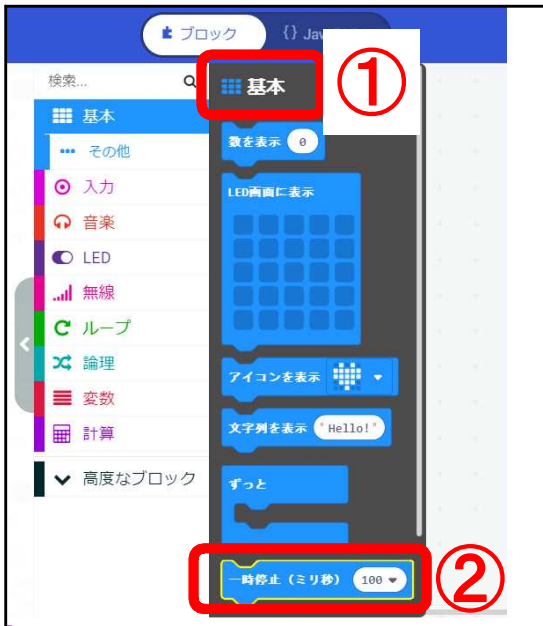 ブロック
{} Jav
検索...
基本
その他
入力
音楽
LED
無線
ループ
論理
変数
計算
高度なブロック
基本
①
数を表示 0
LED画面に表示
アイコンを表示
文字列を表示 "Hello!"
ずっと
一時停止（ミリ秒） 100
②